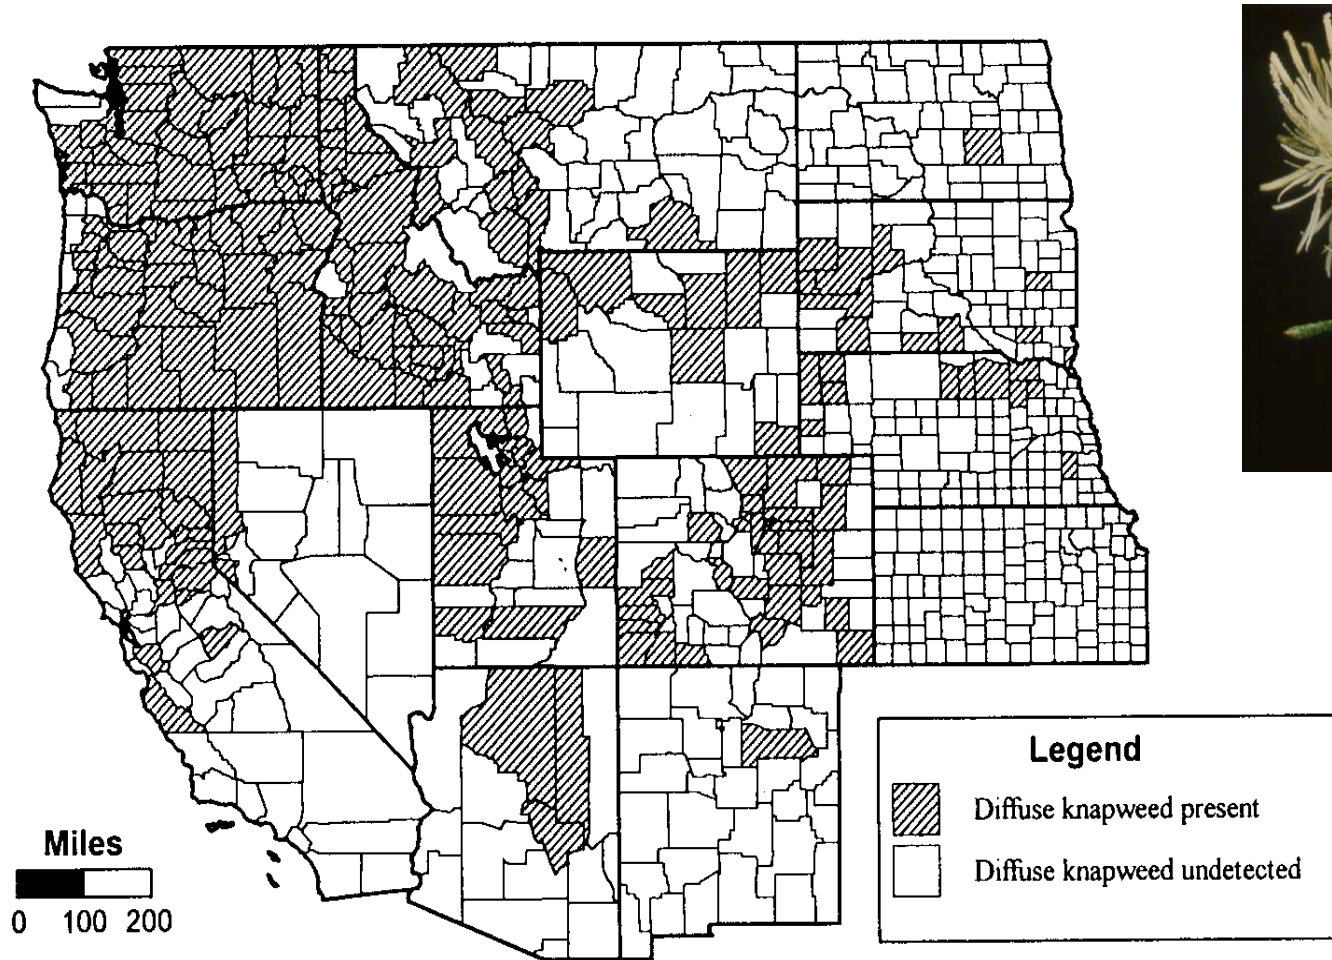 Legend
Diffuse knapweed present
Diffuse knapweed undetected
Miles
0 100 200